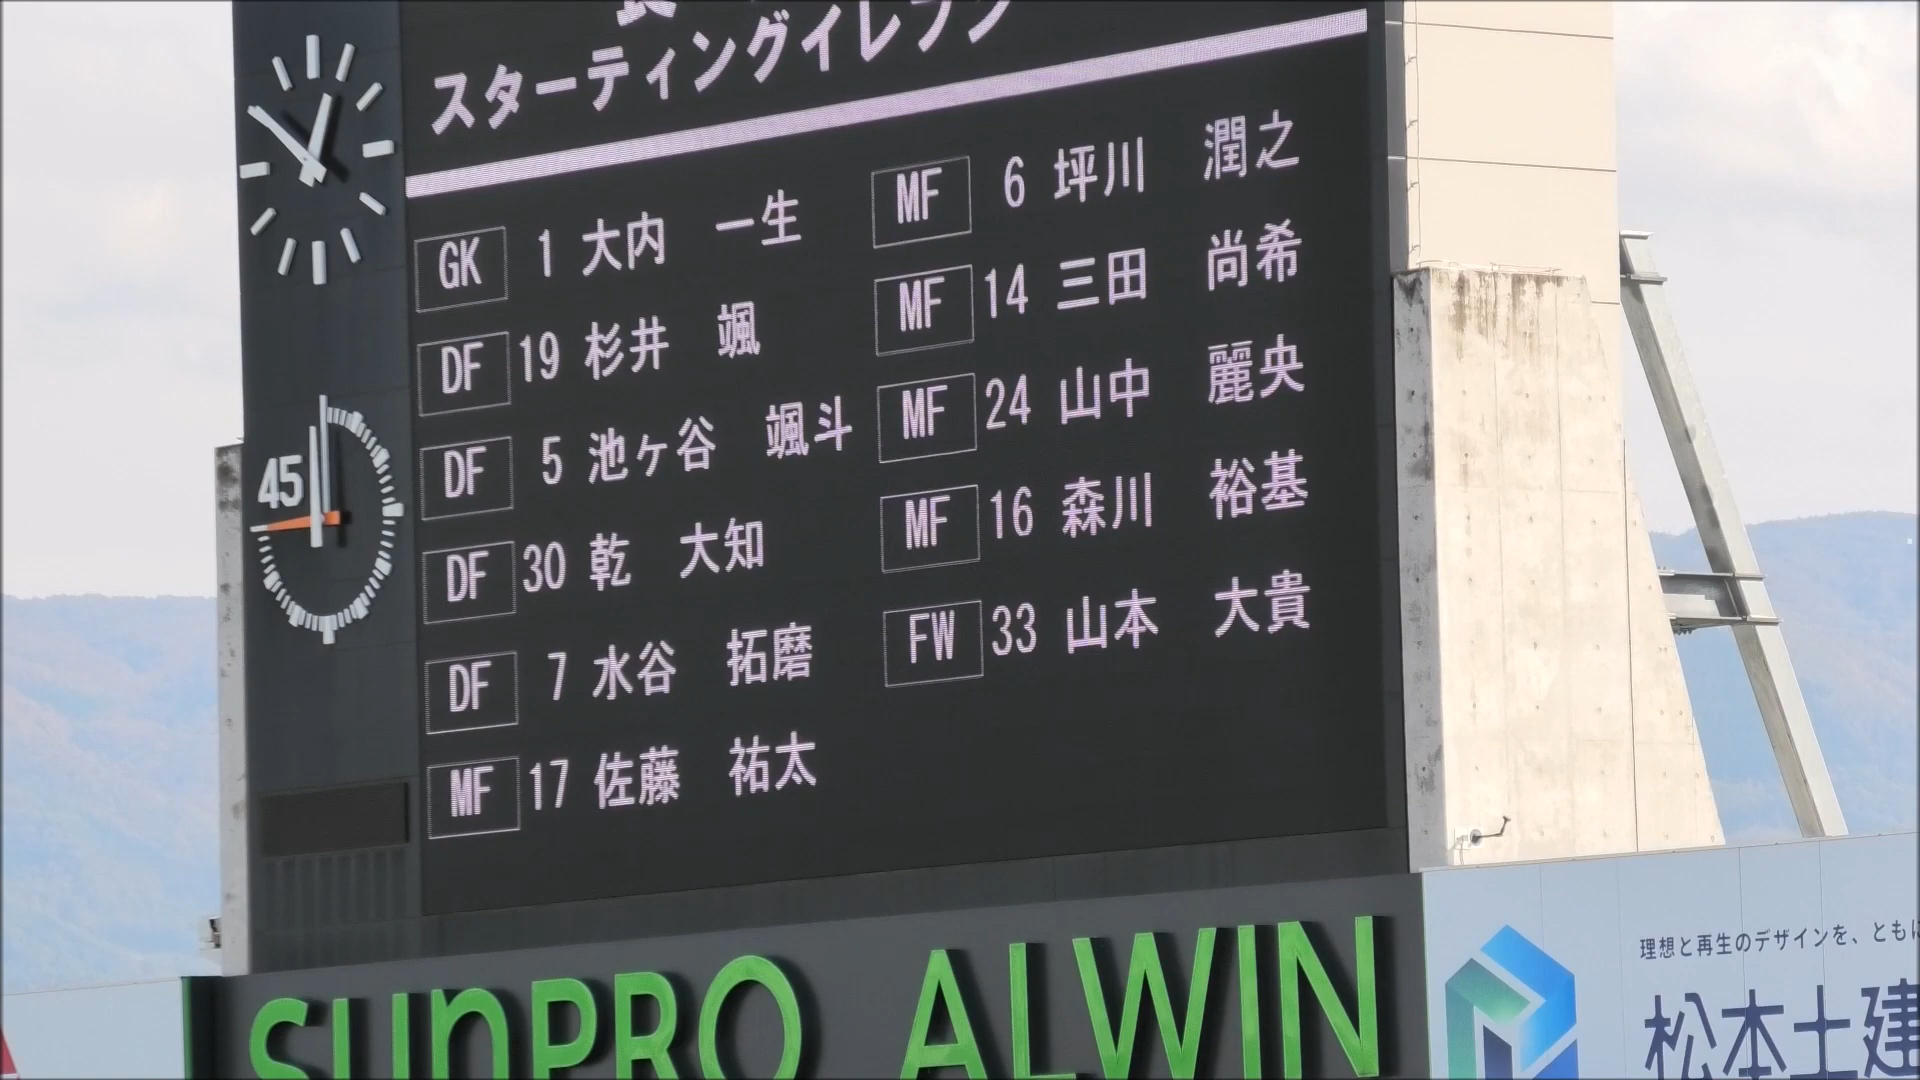 スターティングイレブン
GK 1 大内 一生
DF 19 杉井 颯
DF 5 池ヶ谷 颯斗
DF 30 乾 大知
DF 7 水谷 拓磨
MF 17 佐藤 祐太
MF 6 坪川 潤之
MF 14 三田 尚希
MF 24 山中 麗央
MF 16 森川 裕基
FW 33 山本 大貴
45
SUNPRO ALWIN
理想と再生のデザインを、ともに
松本土建